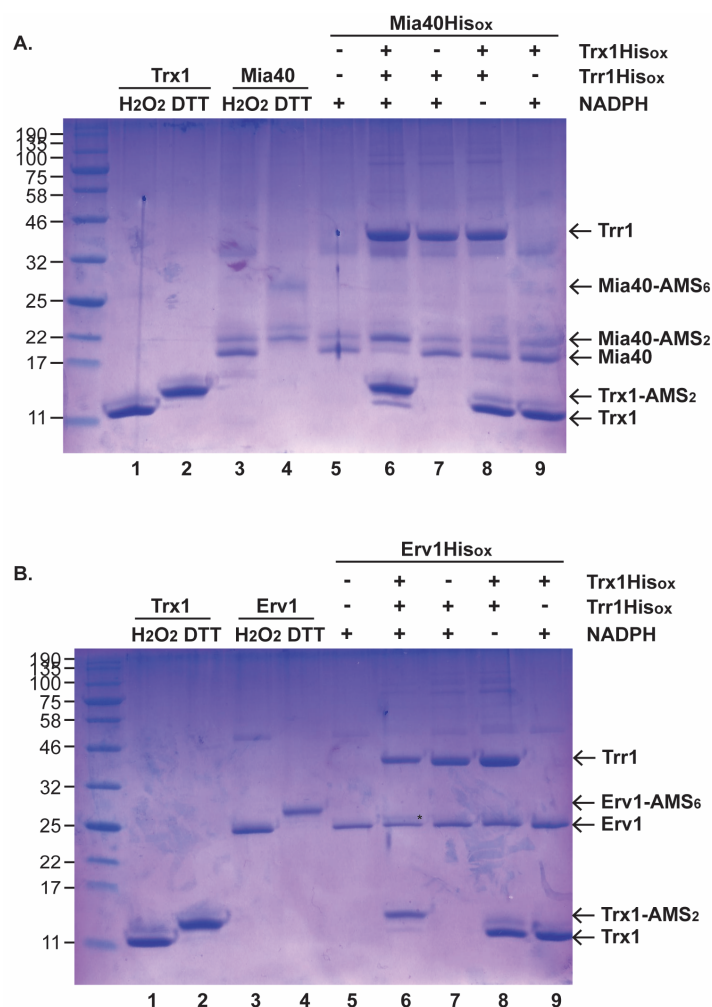 A.
Mia40Hisox
- + + + + Trx1Hisox
Trx1 Mia40 - + + + - Trr1Hisox
H2O2 DTT H2O2 DTT + + + - + NADPH
190
135
100
75
58
46
32
25
22
17
11
← Trr1
← Mia40-AMS6
← Mia40-AMS2
← Mia40
← Trx1-AMS2
← Trx1
1 2 3 4 5 6 7 8 9
B.
Erv1Hisox
- + - + + Trx1Hisox
Trx1 Erv1 - + + + - Trr1Hisox
H2O2 DTT H2O2 DTT + + + - + NADPH
190
135
100
75
58
46
32
25
22
17
11
← Trr1
← Erv1-AMS6
*
← Erv1
← Trx1-AMS2
← Trx1
1 2 3 4 5 6 7 8 9